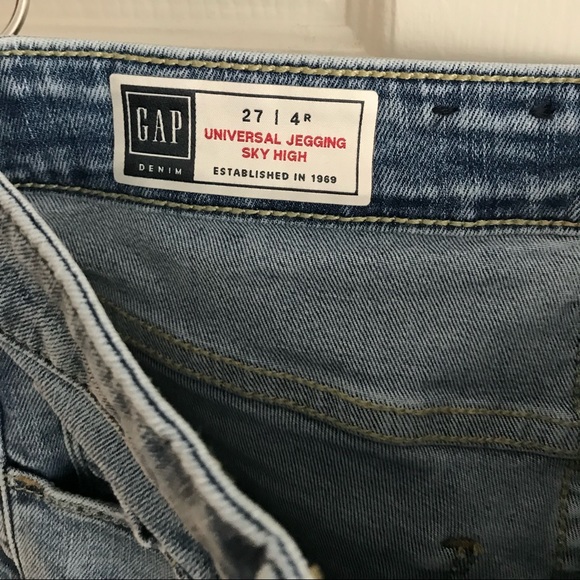 GAP
DENIM
27 | 4R
UNIVERSAL JEGGING
SKY HIGH
ESTABLISHED IN 1969